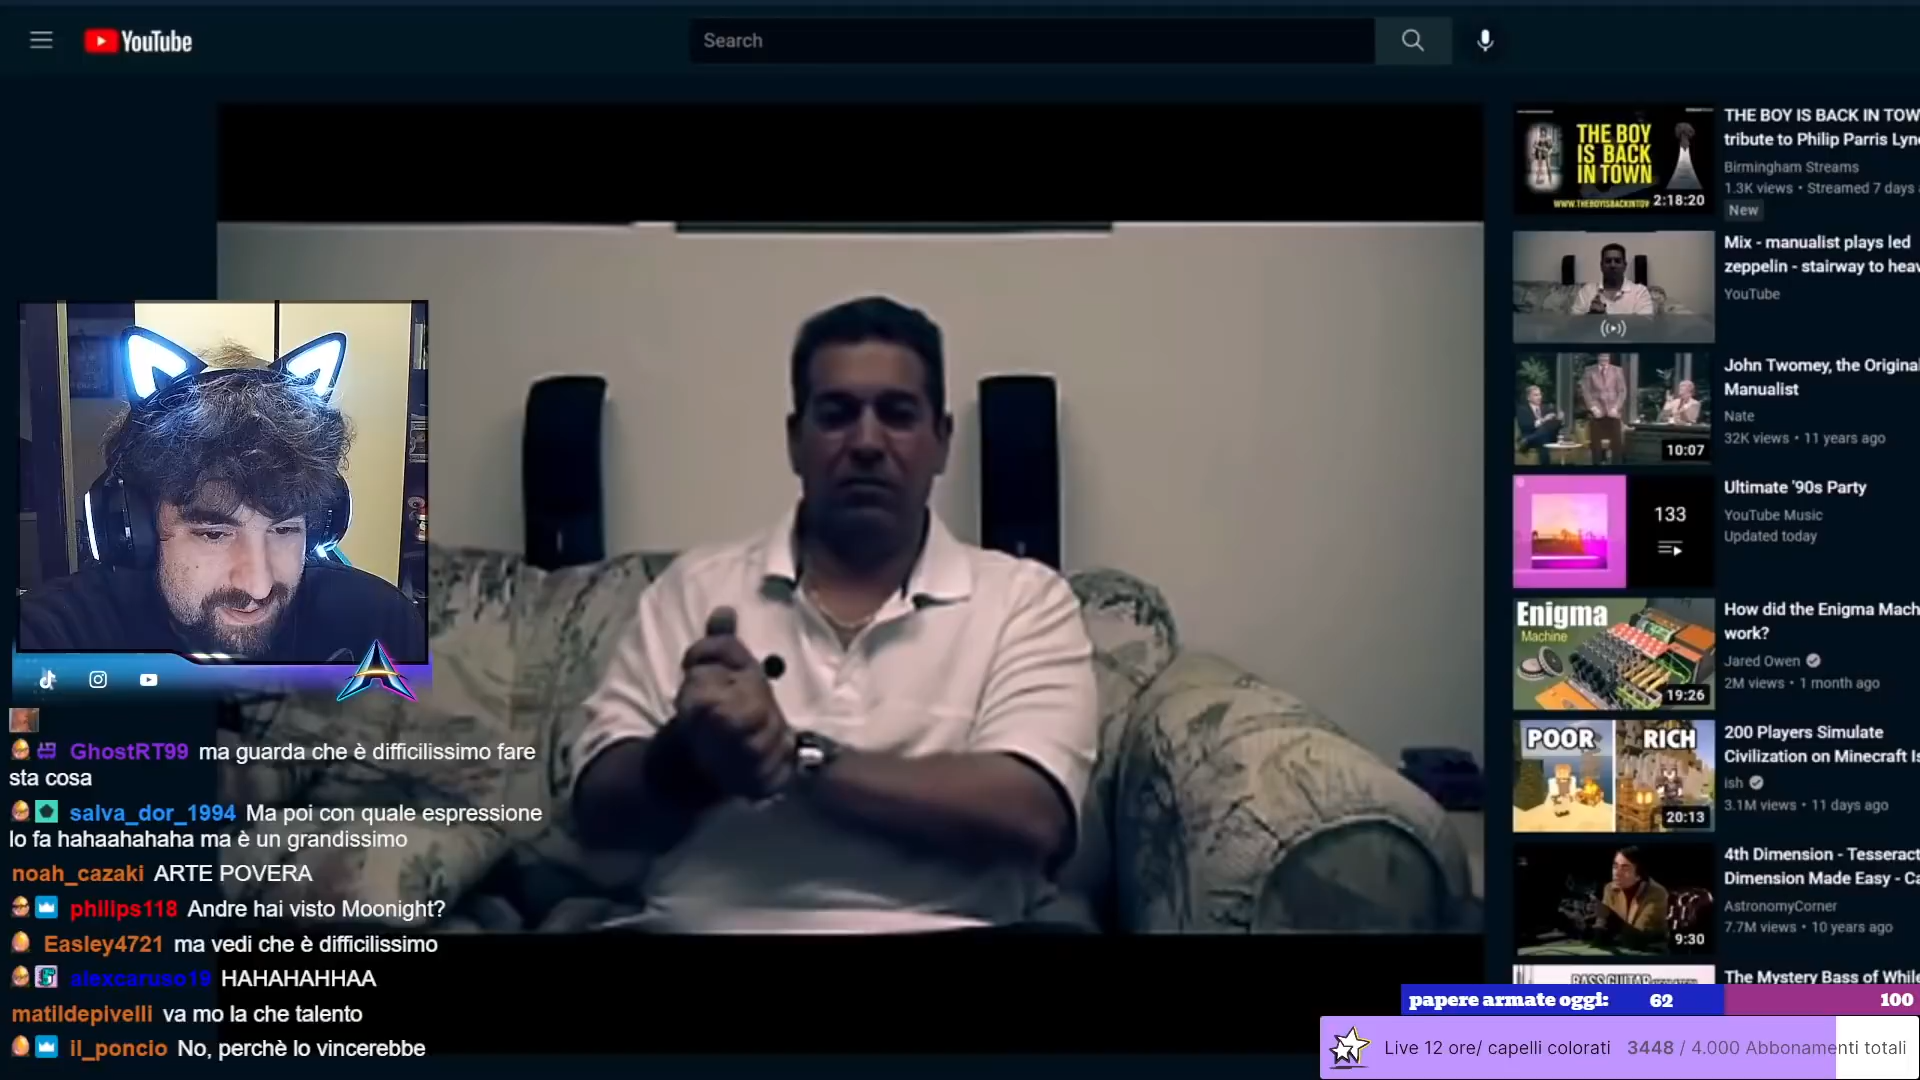 YouTube
Search
THE BOY
IS BACK
IN TOWN
2:18:20
THE BOY IS BACK IN TOW
tribute to Philip Parris Lyn
Birmingham Streams
1.3K views • Streamed 7 days
New
Mix - manualist plays led
zeppelin - stairway to heav
YouTube
John Twomey, the Original
Manualist
Nate
32K views • 11 years ago
10:07
Ultimate '90s Party
YouTube Music
Updated today
133
Enigma
Machine
19:26
How did the Enigma Mach
work?
Jared Owen
2M views • 1 month ago
POOR
RICH
20:13
200 Players Simulate
Civilization on Minecraft Is
ish
3.1M views • 11 days ago
9:30
4th Dimension - Tesseract
Dimension Made Easy - Ca
AstronomyCorner
7.7M views • 10 years ago
BASS GUITAR
The Mystery Bass of While
GhostRT99 ma guarda che è difficilissimo fare
sta cosa
salva_dor_1994 Ma poi con quale espressione
lo fa hahaahahaha ma è un grandissimo
noah_cazaki ARTE POVERA
philips118 Andre hai visto Moonight?
Easley4721 ma vedi che è difficilissimo
alexcaruso19 HAHAHAHHAA
matildepivelli va mo la che talento
il_poncio No, perchè lo vincerebbe
papere armate oggi: 62 100
Live 12 ore/ capelli colorati 3448 / 4.000 Abbonamenti totali